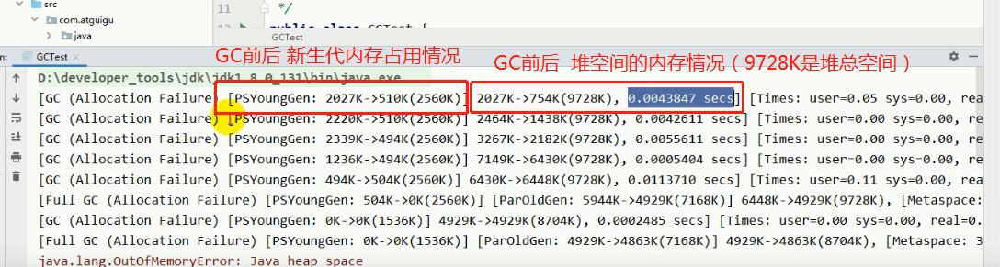 src
com.atguigu
java
11
*/
GCTest
GCTest
GC前后 新生代内存占用情况
GC前后 堆空间的内存情况（9728K是堆总空间）
D:\developer_tools\jdk\jdk1.8.0_131\bin\java.exe
[GC (Allocation Failure) [PSYoungGen: 2027K->510K(2560K)] 2027K->754K(9728K), 0.0043847 secs] [Times: user=0.05 sys=0.00, real
[GC (Allocation Failure) [PSYoungGen: 2220K->510K(2560K)] 2464K->1438K(9728K), 0.0042611 secs] [Times: user=0.00 sys=0.00, rea
[GC (Allocation Failure) [PSYoungGen: 2339K->494K(2560K)] 3267K->2182K(9728K), 0.0055611 secs] [Times: user=0.00 sys=0.00, rea
[GC (Allocation Failure) [PSYoungGen: 1236K->494K(2560K)] 7149K->6430K(9728K), 0.0005404 secs] [Times: user=0.00 sys=0.00, rea
[GC (Allocation Failure) [PSYoungGen: 494K->504K(2560K)] 6430K->6448K(9728K), 0.0113710 secs] [Times: user=0.11 sys=0.00, real
[Full GC (Allocation Failure) [PSYoungGen: 504K->0K(2560K)] [ParOldGen: 5944K->4929K(7168K)] 6448K->4929K(9728K), [Metaspace:
[GC (Allocation Failure) [PSYoungGen: 0K->0K(1536K)] 4929K->4929K(8704K), 0.0002485 secs] [Times: user=0.00 sys=0.00, real=0.
[Full GC (Allocation Failure) [PSYoungGen: 0K->0K(1536K)] [ParOldGen: 4929K->4863K(7168K)] 4929K->4863K(8704K), [Metaspace: 3
java.lang.OutOfMemoryError: Java heap space